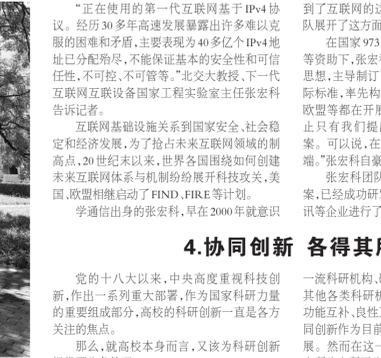 “正在使用的第一代互联网基于IPv4协
议。经历30多年高速发展暴露出许多难以克
服的困难和矛盾，主要表现为40多亿个IPv4地
址已分配殆尽，不能保证基本的安全性和可信
任性，不可控、不可管等。”北交大教授、下一代
互联网互联设备国家工程实验室主任张宏科
告诉记者。
互联网基础设施关系到国家安全、社会稳
定和经济发展，为了抢占未来互联网领域的制
高点，20世纪末以来，世界各国围绕如何创建
未来互联网体系与机制纷纷展开科技攻关，美
国、欧盟相继启动了FIND、FIRE等计划。
学通信出身的张宏科，早在2000年就意识
到了互联网的这
队展开了这方面
在国家973
等资助下，张宏科
思想，主导制订
际标准，率先构
欧盟等都在开展
止只有我们提
案。可以说，在
端。”张宏科自豪
张宏科团队
案，已经成功研发
讯等企业进行了
4.协同创新 各得其所
党的十八大以来，中央高度重视科技创
新，作出一系列重大部署，作为国家科研力量
的重要组成部分，高校的科研创新一直是各方
关注的焦点。
那么，就高校本身而言，又该为科研创新
一流科研机构、
其他各类科研机
功能互补、良性互
同创新作为目前
展。然而在这一